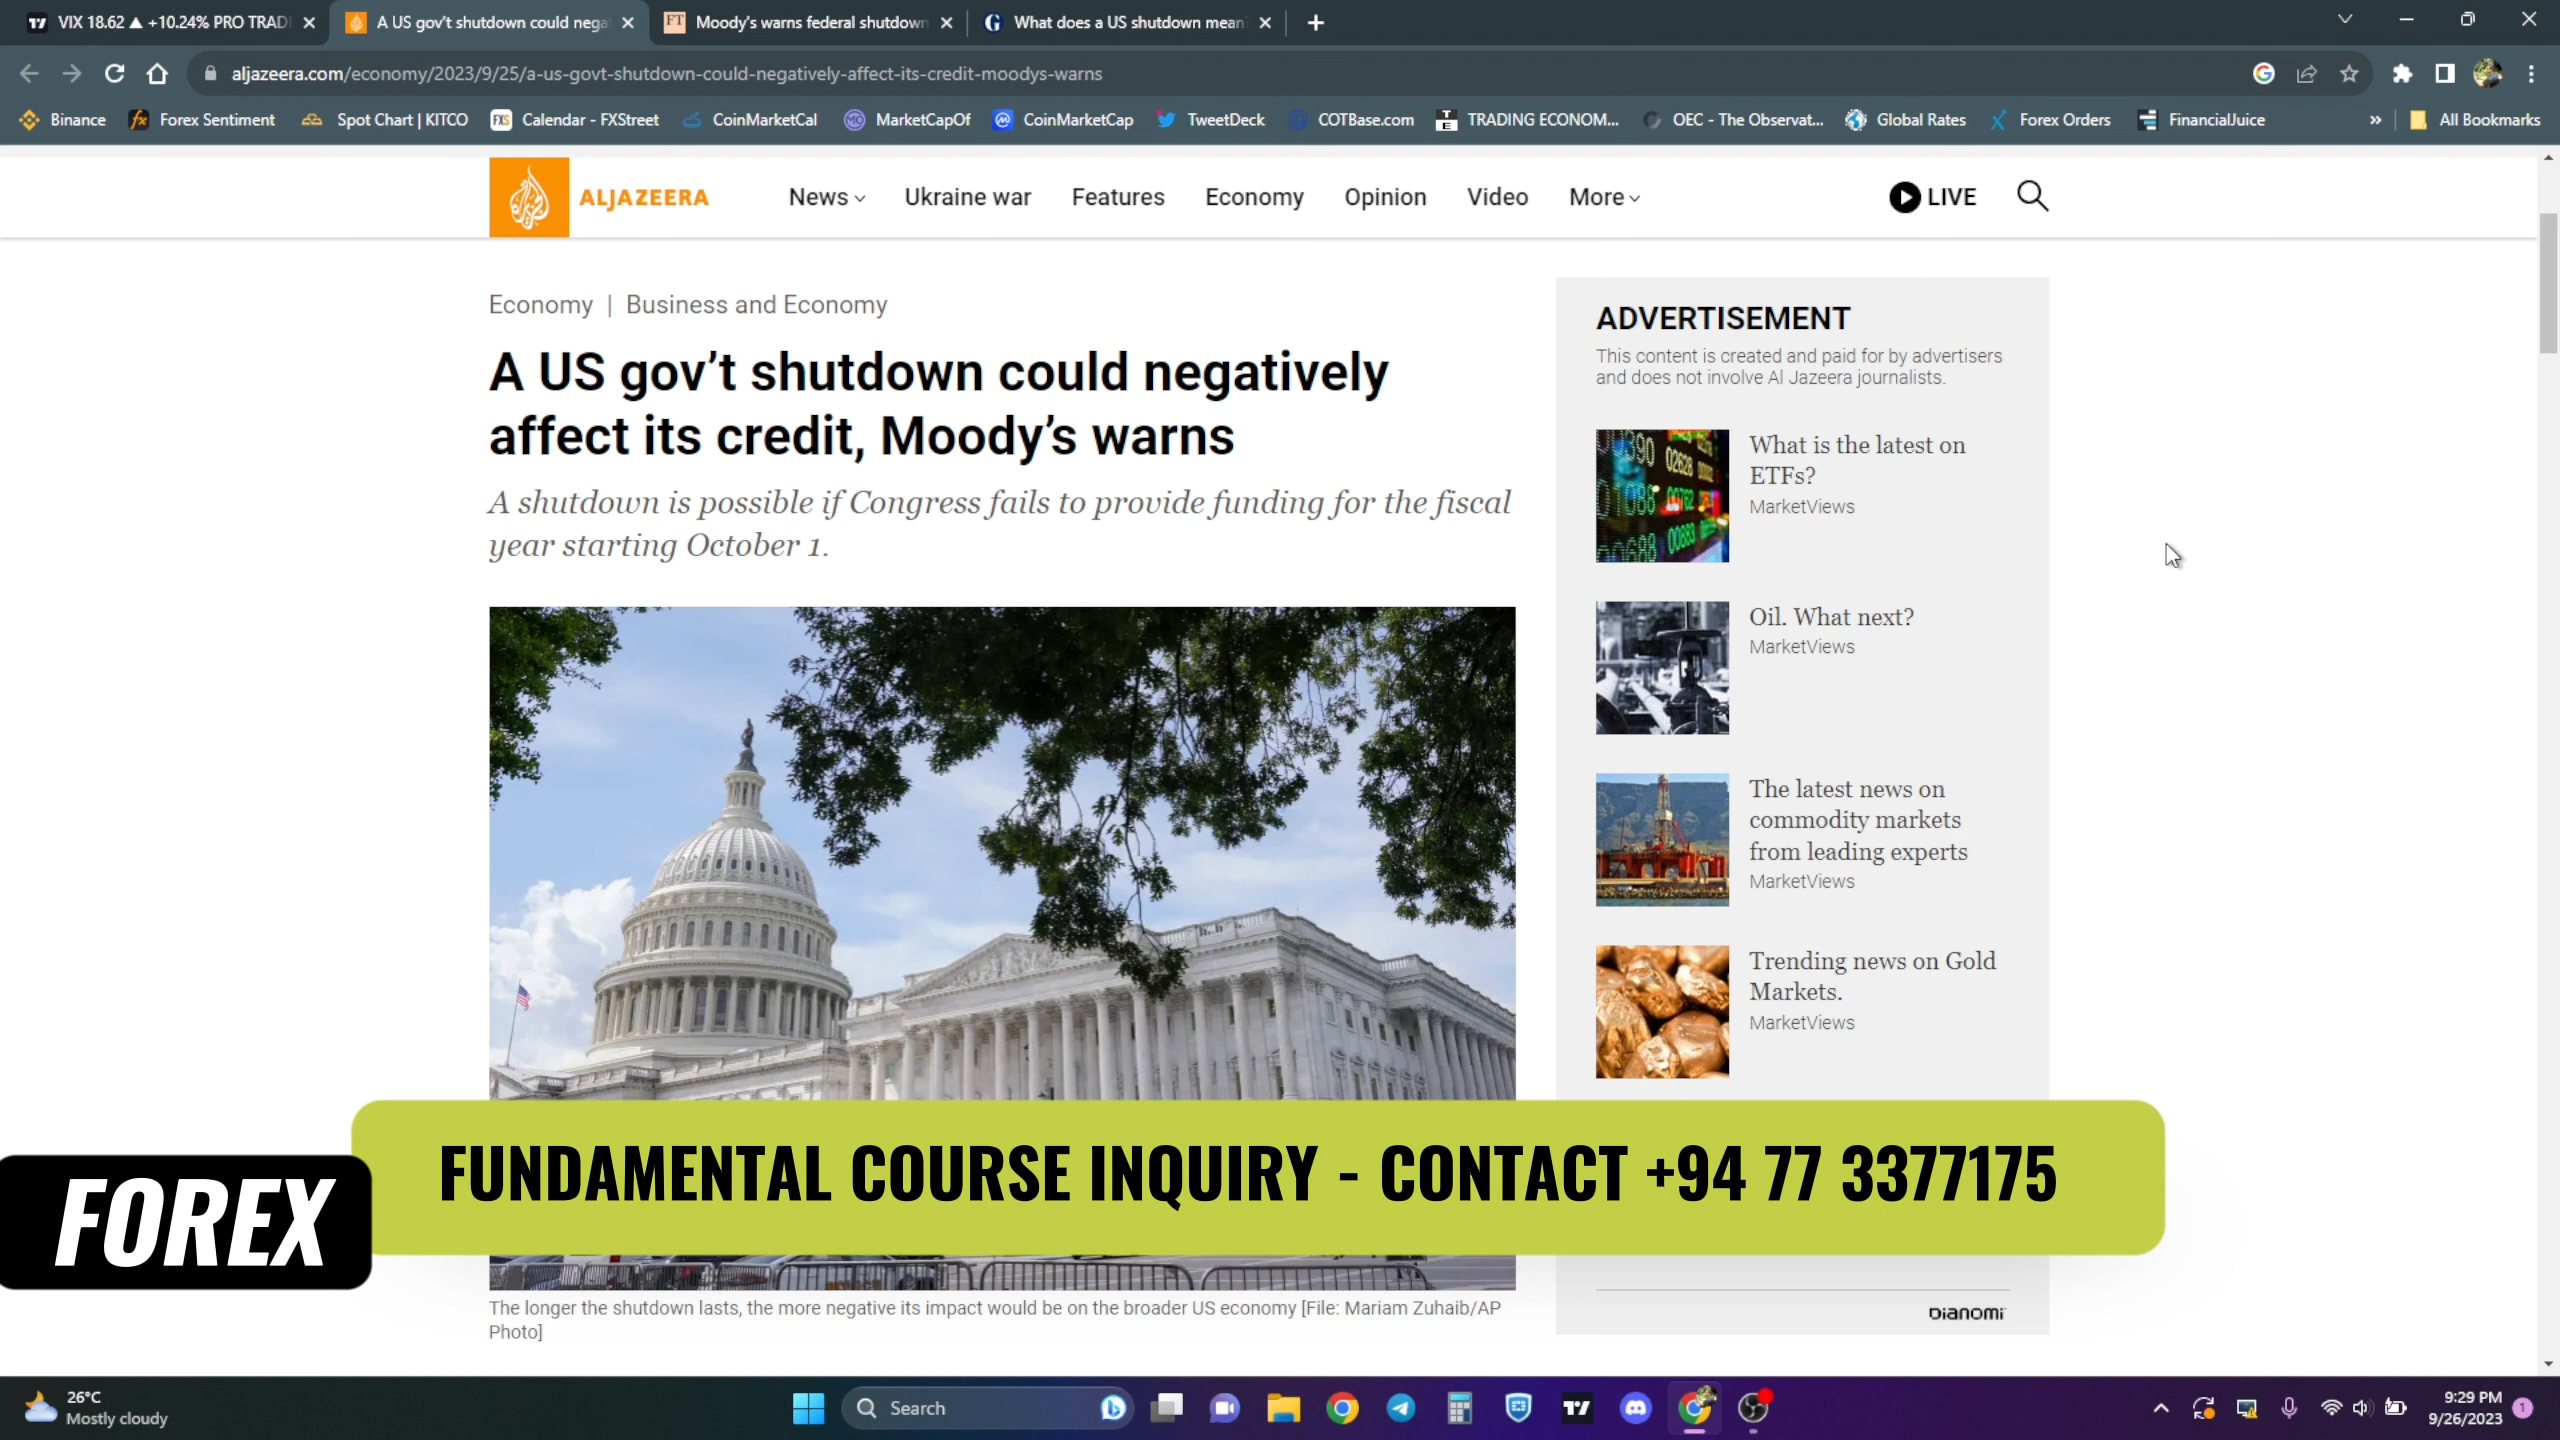 VIX 18.62 ▲ +10.24% PRO TRADI
A US gov't shutdown could nega
FT Moody's warns federal shutdown
G What does a US shutdown mean
aljazeera.com/economy/2023/9/25/a-us-govt-shutdown-could-negatively-affect-its-credit-moodys-warns
Binance
Forex Sentiment
Spot Chart | KITCO
FXS Calendar - FXStreet
CoinMarketCal
MarketCapOf
CoinMarketCap
TweetDeck
COTBase.com
TE TRADING ECONOM...
OEC - The Observat...
Global Rates
Forex Orders
FinancialJuice
»
All Bookmarks
ALJAZEERA
News
Ukraine war
Features
Economy
Opinion
Video
More
LIVE
Economy | Business and Economy
A US gov't shutdown could negatively
affect its credit, Moody's warns
A shutdown is possible if Congress fails to provide funding for the fiscal
year starting October 1.
ADVERTISEMENT
This content is created and paid for by advertisers
and does not involve Al Jazeera journalists.
What is the latest on
ETFs?
MarketViews
Oil. What next?
MarketViews
The latest news on
commodity markets
from leading experts
MarketViews
Trending news on Gold
Markets.
MarketViews
FUNDAMENTAL COURSE INQUIRY - CONTACT +94 77 3377175
FOREX
The longer the shutdown lasts, the more negative its impact would be on the broader US economy [File: Mariam Zuhaib/AP
Photo]
Dianomi
26°C
Mostly cloudy
Search
9:29 PM
9/26/2023
1